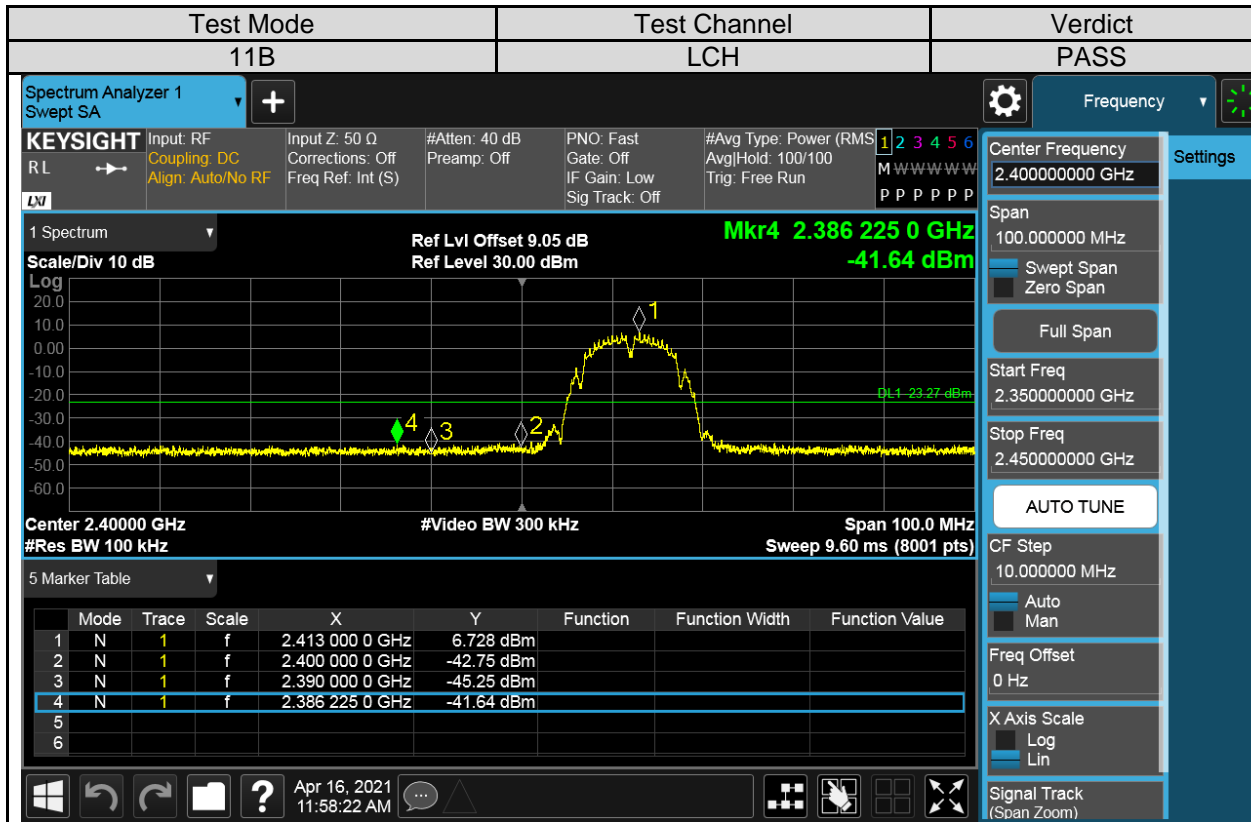 Test Mode Test Channel Verdict
11B LCH PASS
Spectrum Analyzer 1
Swept SA
+
Frequency
KEYSIGHT
RL
LXI
Input: RF
Coupling: DC
Align: Auto/No RF
Input Z: 50 Ω
Corrections: Off
Freq Ref: Int (S)
#Atten: 40 dB
Preamp: Off
PNO: Fast
Gate: Off
IF Gain: Low
Sig Track: Off
#Avg Type: Power (RMS
Avg|Hold: 100/100
Trig: Free Run
1 2 3 4 5 6
M W W W W W
P P P P P P
1 Spectrum
Scale/Div 10 dB
Ref Lvl Offset 9.05 dB
Ref Level 30.00 dBm
Mkr4 2.386 225 0 GHz
-41.64 dBm
Log
20.0
10.0
0.00
-10.0
-20.0
-30.0
-40.0
-50.0
-60.0
1
DL1 -23.27 dBm
4
3
2
Center 2.40000 GHz #Video BW 300 kHz Span 100.0 MHz
#Res BW 100 kHz Sweep 9.60 ms (8001 pts)
5 Marker Table
Mode Trace Scale X Y Function Function Width Function Value
1 N 1 f 2.413 000 0 GHz 6.728 dBm
2 N 1 f 2.400 000 0 GHz -42.75 dBm
3 N 1 f 2.390 000 0 GHz -45.25 dBm
4 N 1 f 2.386 225 0 GHz -41.64 dBm
5
6
?
Apr 16, 2021
11:58:22 AM
Center Frequency
2.400000000 GHz
Settings
Span
100.000000 MHz
Swept Span
Zero Span
Full Span
Start Freq
2.350000000 GHz
Stop Freq
2.450000000 GHz
AUTO TUNE
CF Step
10.000000 MHz
Auto
Man
Freq Offset
0 Hz
X Axis Scale
Log
Lin
Signal Track
(Span Zoom)